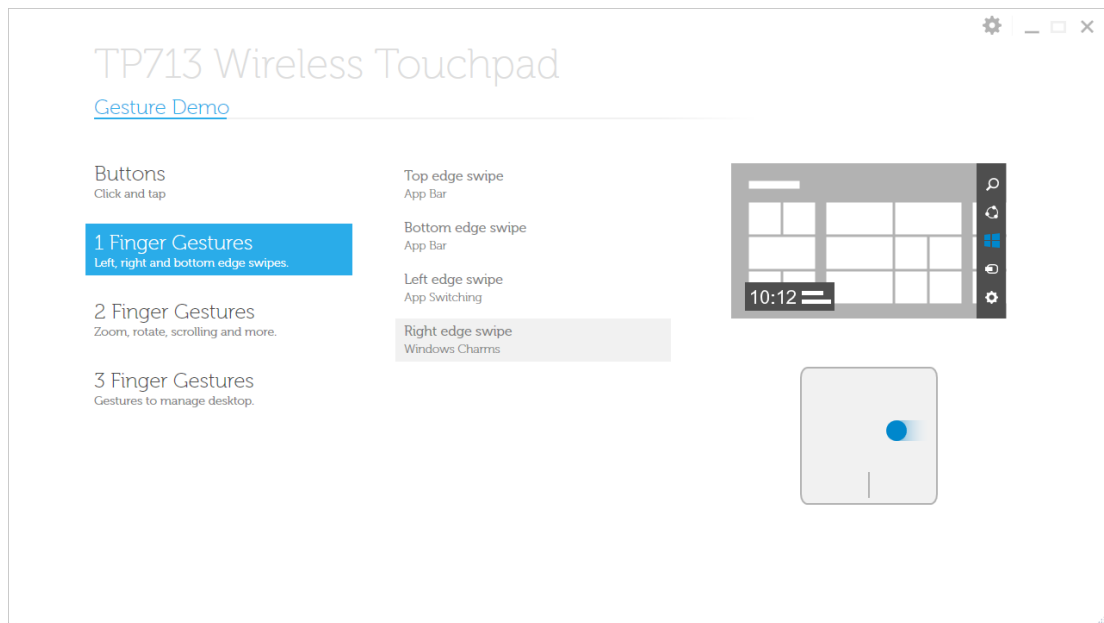 TP713 Wireless Touchpad
Gesture Demo
Buttons
Click and tap
1 Finger Gestures
Left, right and bottom edge swipes.
2 Finger Gestures
Zoom, rotate, scrolling and more.
3 Finger Gestures
Gestures to manage desktop.
Top edge swipe
App Bar
Bottom edge swipe
App Bar
Left edge swipe
App Switching
Right edge swipe
Windows Charms
10:12